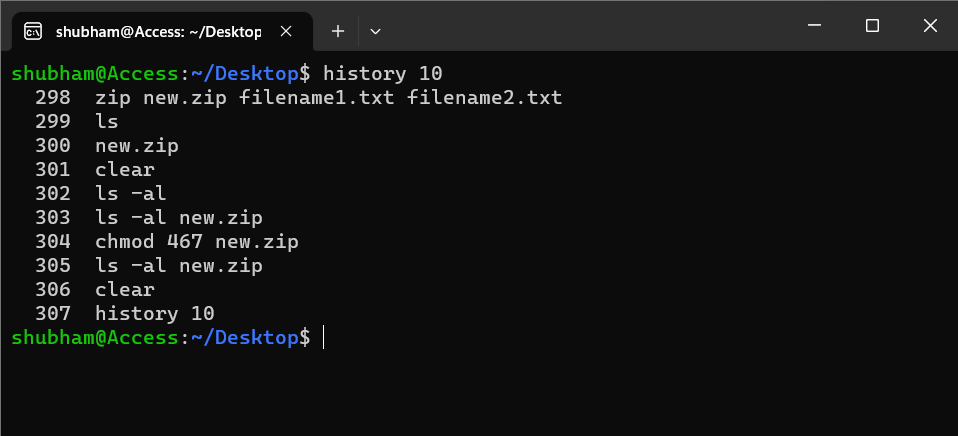 shubham@Access: ~/Desktop
shubham@Access:~/Desktop$ history 10
298 zip new.zip filename1.txt filename2.txt
299 ls
300 new.zip
301 clear
302 ls -al
303 ls -al new.zip
304 chmod 467 new.zip
305 ls -al new.zip
306 clear
307 history 10
shubham@Access:~/Desktop$